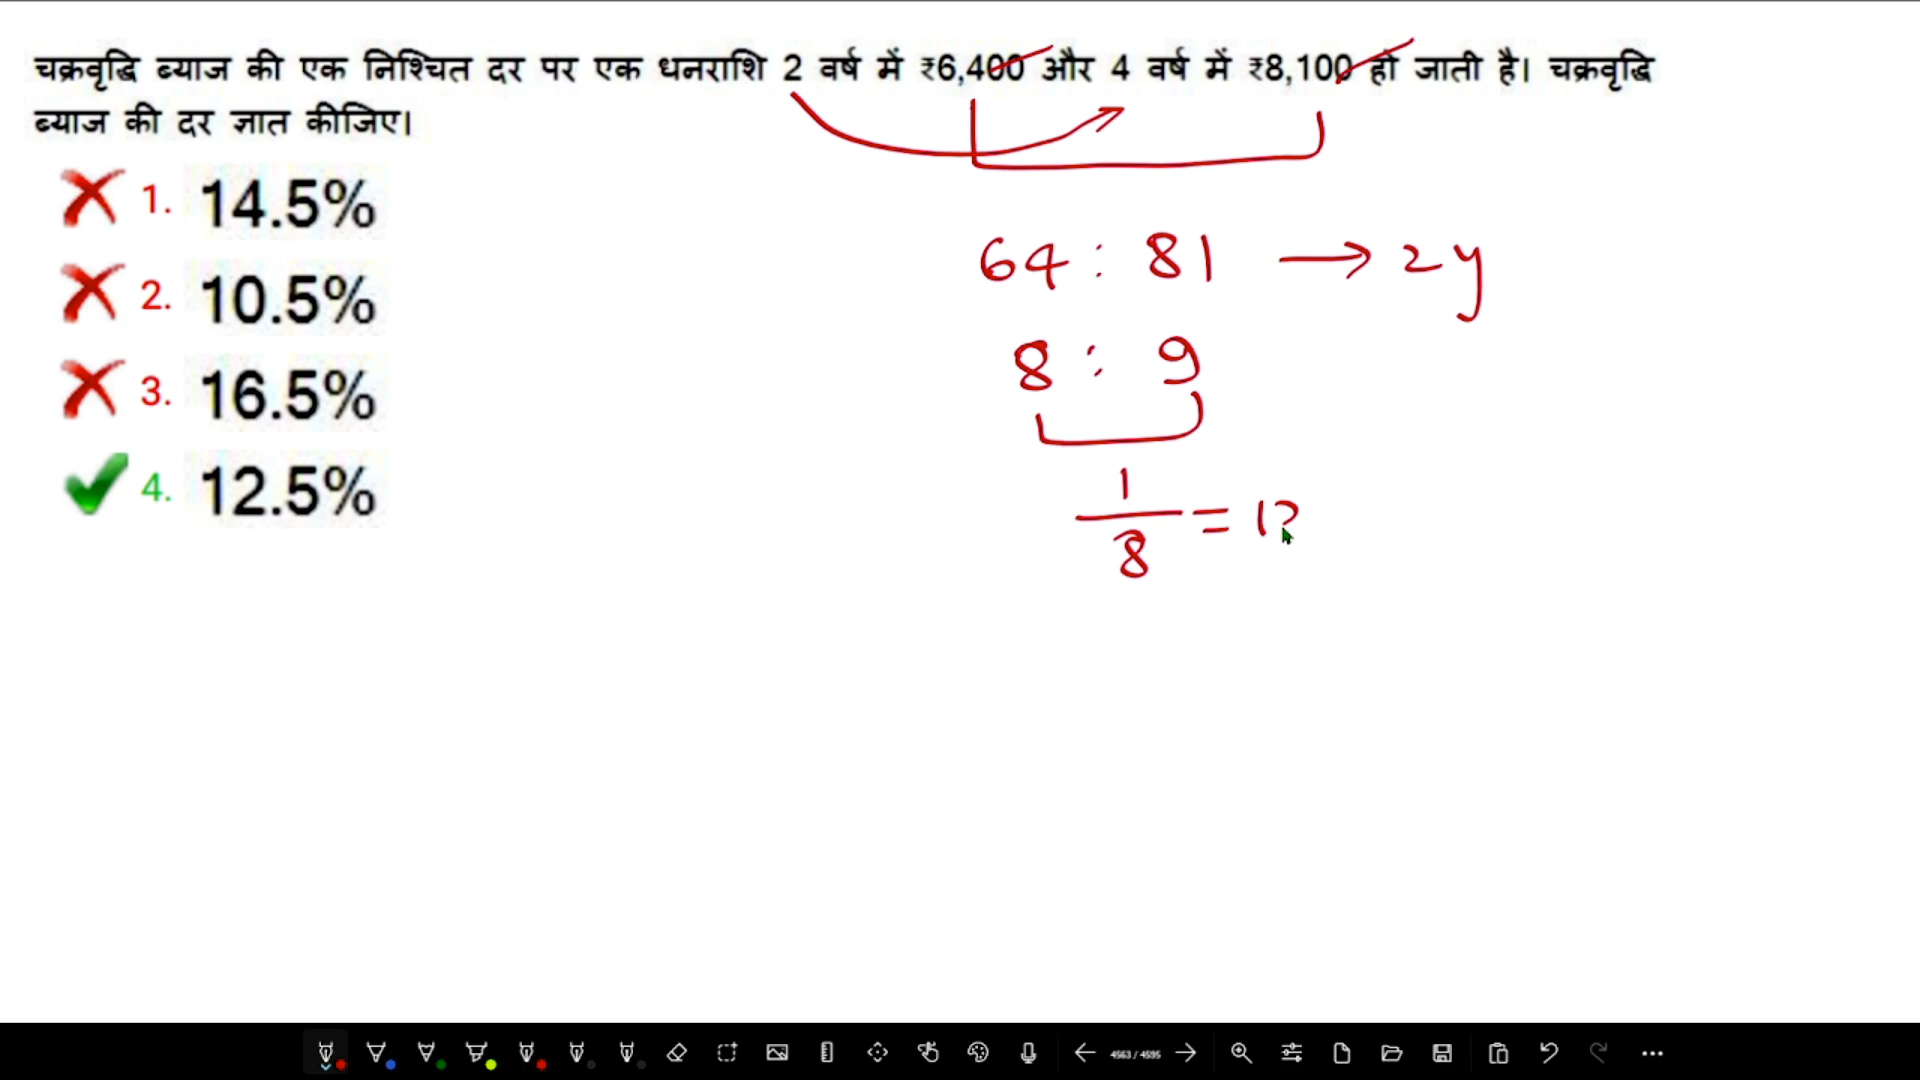 चक्रवृद्धि ब्याज की एक निश्चित दर पर एक धनराशि 2 वर्ष में ₹6,400 और 4 वर्ष में ₹8,100 हो जाती है। चक्रवृद्धि
ब्याज की दर ज्ञात कीजिए।
1. 14.5%
2. 10.5%
3. 16.5%
4. 12.5%
64 : 81 → 2y
8 : 9
1
8 = 12
4563 / 4595